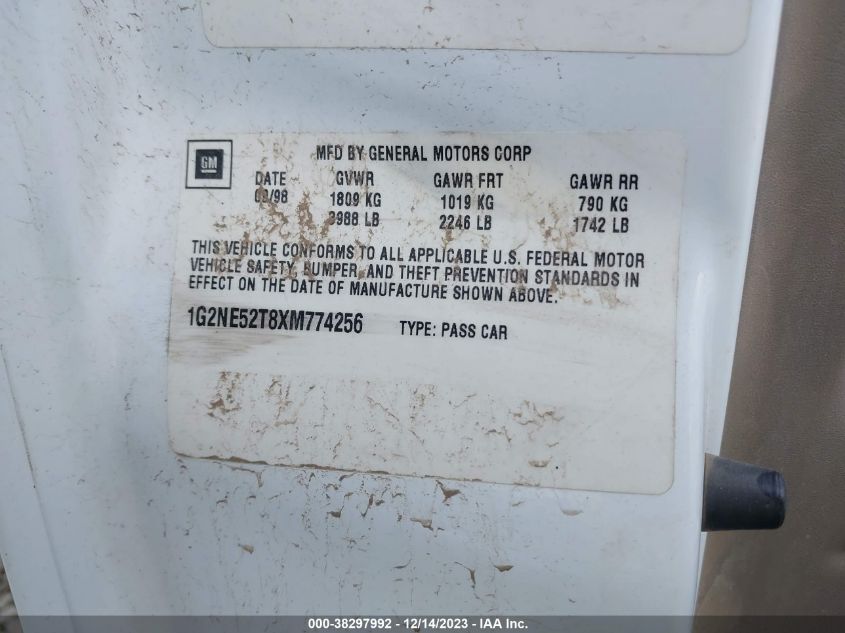 GM
MFD BY GENERAL MOTORS CORP
DATE GVWR GAWR FRT GAWR RR
/98 1809 KG 1019 KG 790 KG
3988 LB 2246 LB 1742 LB
THIS VEHICLE CONFORMS TO ALL APPLICABLE U.S. FEDERAL MOTOR
VEHICLE SAFETY, BUMPER, AND THEFT PREVENTION STANDARDS IN
EFFECT ON THE DATE OF MANUFACTURE SHOWN ABOVE.
1G2NE52T8XM774256 TYPE: PASS CAR
000-38297992 - 12/14/2023 - IAA Inc.